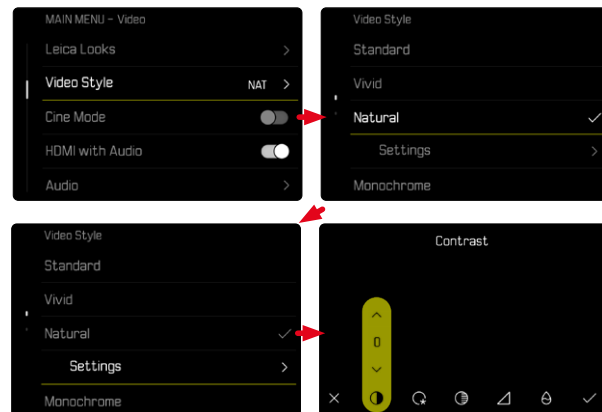 MAIN MENU - Video
Leica Looks
Video Style NAT
Cine Mode
HDMI with Audio
Audio
Video Style
Standard
Vivid
Natural
Settings
Monochrome
Video Style
Standard
Vivid
Natural
Settings
Monochrome
Contrast
0